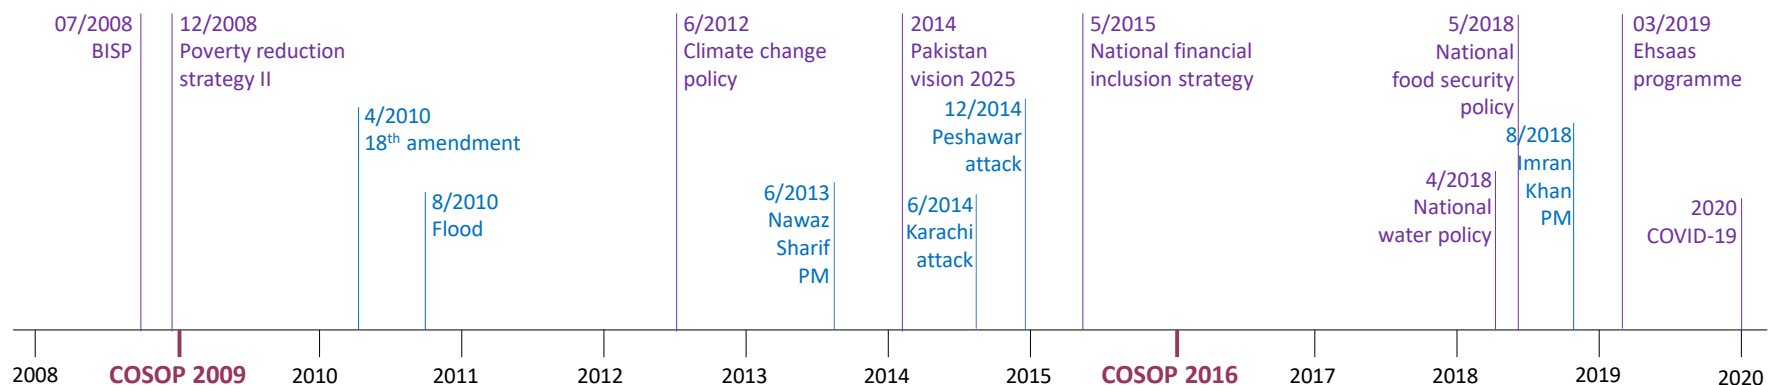 07/2008
BISP
12/2008
Poverty reduction
strategy II
4/2010
18th amendment
8/2010
Flood
6/2012
Climate change
policy
6/2013
Nawaz
Sharif
PM
2014
Pakistan
vision 2025
6/2014
Karachi
attack
12/2014
Peshawar
attack
5/2015
National financial
inclusion strategy
4/2018
National
water policy
5/2018
National
food security
policy
8/2018
Imran
Khan
PM
03/2019
Ehsaas
programme
2020
COVID-19
2008
COSOP 2009
2010
2011
2012
2013
2014
2015
COSOP 2016
2017
2018
2019
2020